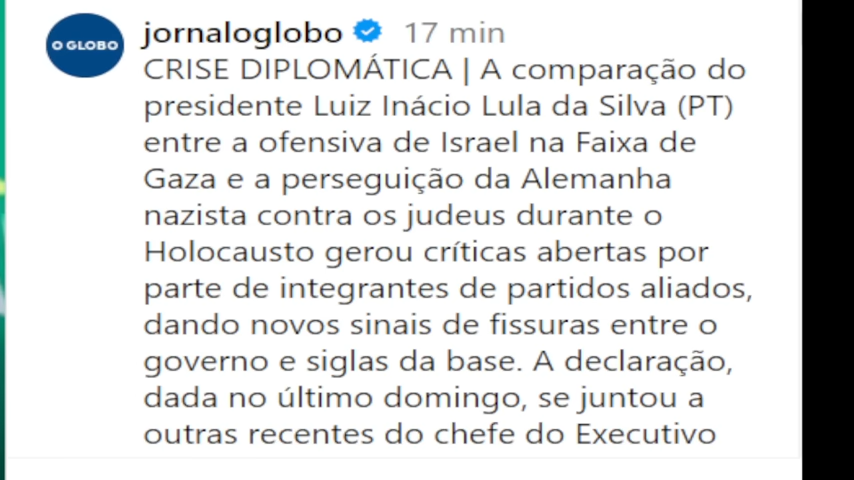 O GLOBO
jornaloglobo 17 min
CRISE DIPLOMÁTICA | A comparação do
presidente Luiz Inácio Lula da Silva (PT)
entre a ofensiva de Israel na Faixa de
Gaza e a perseguição da Alemanha
nazista contra os judeus durante o
Holocausto gerou críticas abertas por
parte de integrantes de partidos aliados,
dando novos sinais de fissuras entre o
governo e siglas da base. A declaração,
dada no último domingo, se juntou a
outras recentes do chefe do Executivo